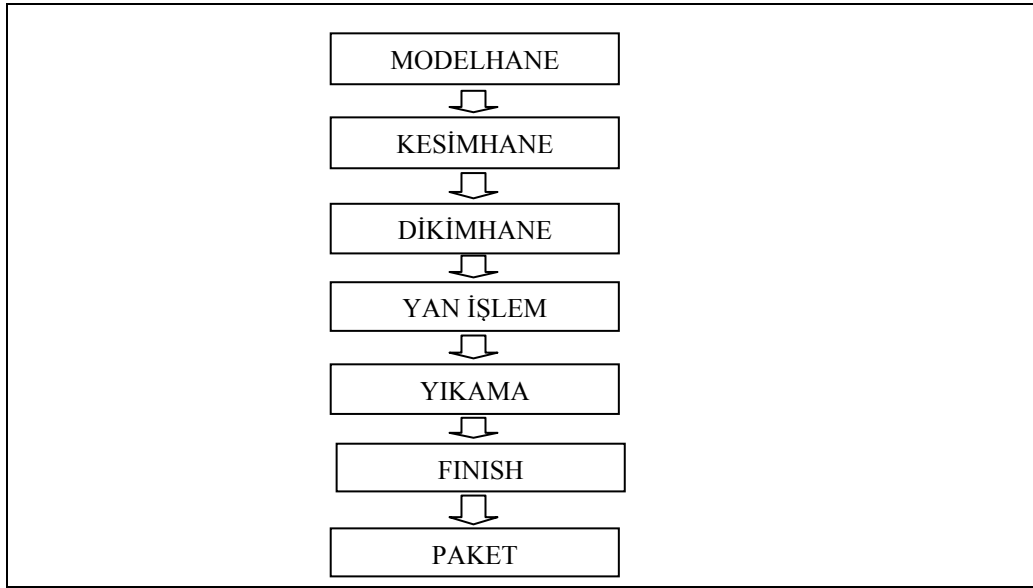 MODELHANE
KESİMHANE
DİKİMHANE
YAN İŞLEM
YIKAMA
FINISH
PAKET